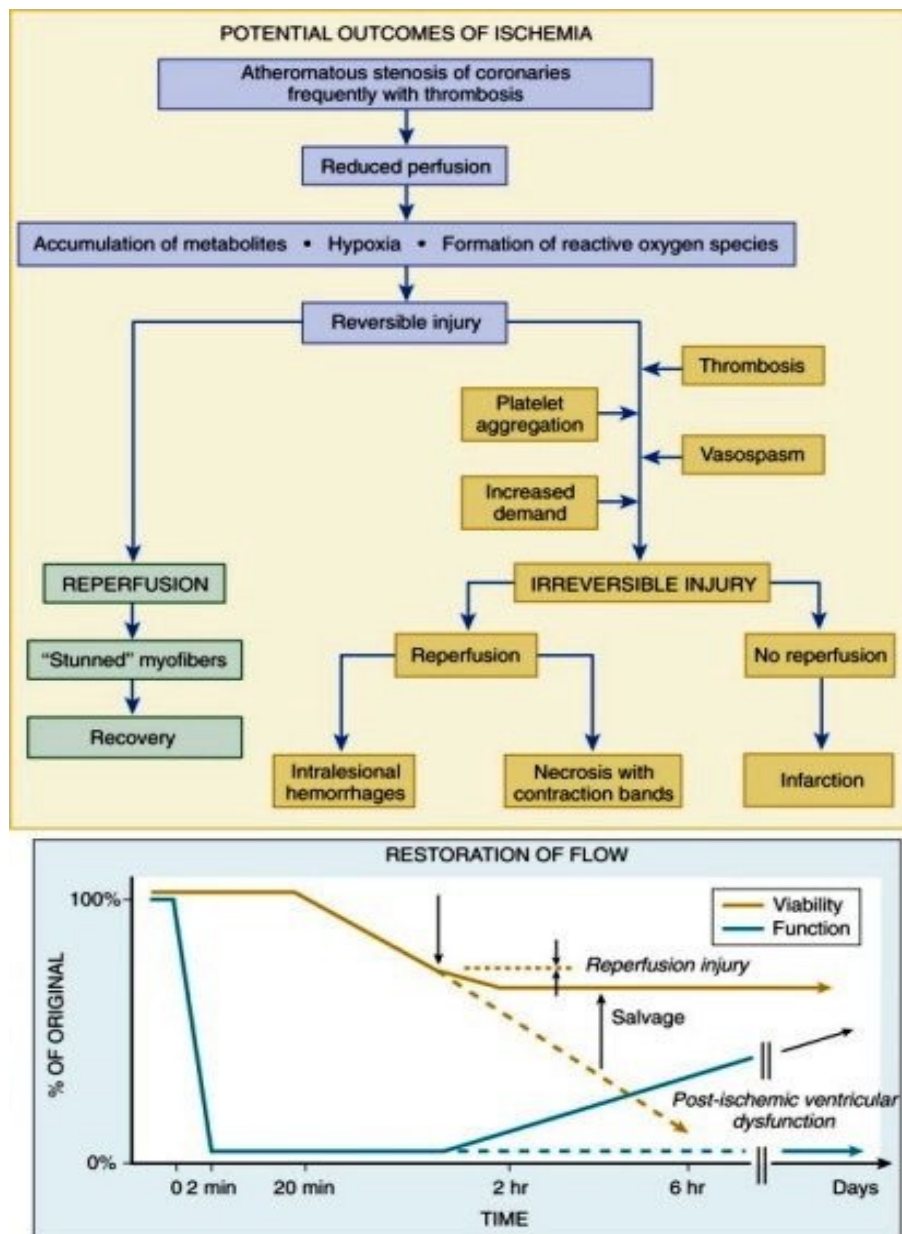 POTENTIAL OUTCOMES OF ISCHEMIA
Atheromatous stenosis of coronaries
frequently with thrombosis
Reduced perfusion
Accumulation of metabolites • Hypoxia • Formation of reactive oxygen species
Reversible injury
Thrombosis
Platelet
aggregation
Vasospasm
Increased
demand
REPERFUSION
IRREVERSIBLE INJURY
"Stunned" myofibers
Reperfusion
No reperfusion
Recovery
Intralesional
hemorrhages
Necrosis with
contraction bands
Infarction
RESTORATION OF FLOW
100%
Viability
Function
Reperfusion injury
% OF ORIGINAL
Salvage
Post-ischemic ventricular
dysfunction
0%
0 2 min 20 min 2 hr 6 hr Days
TIME